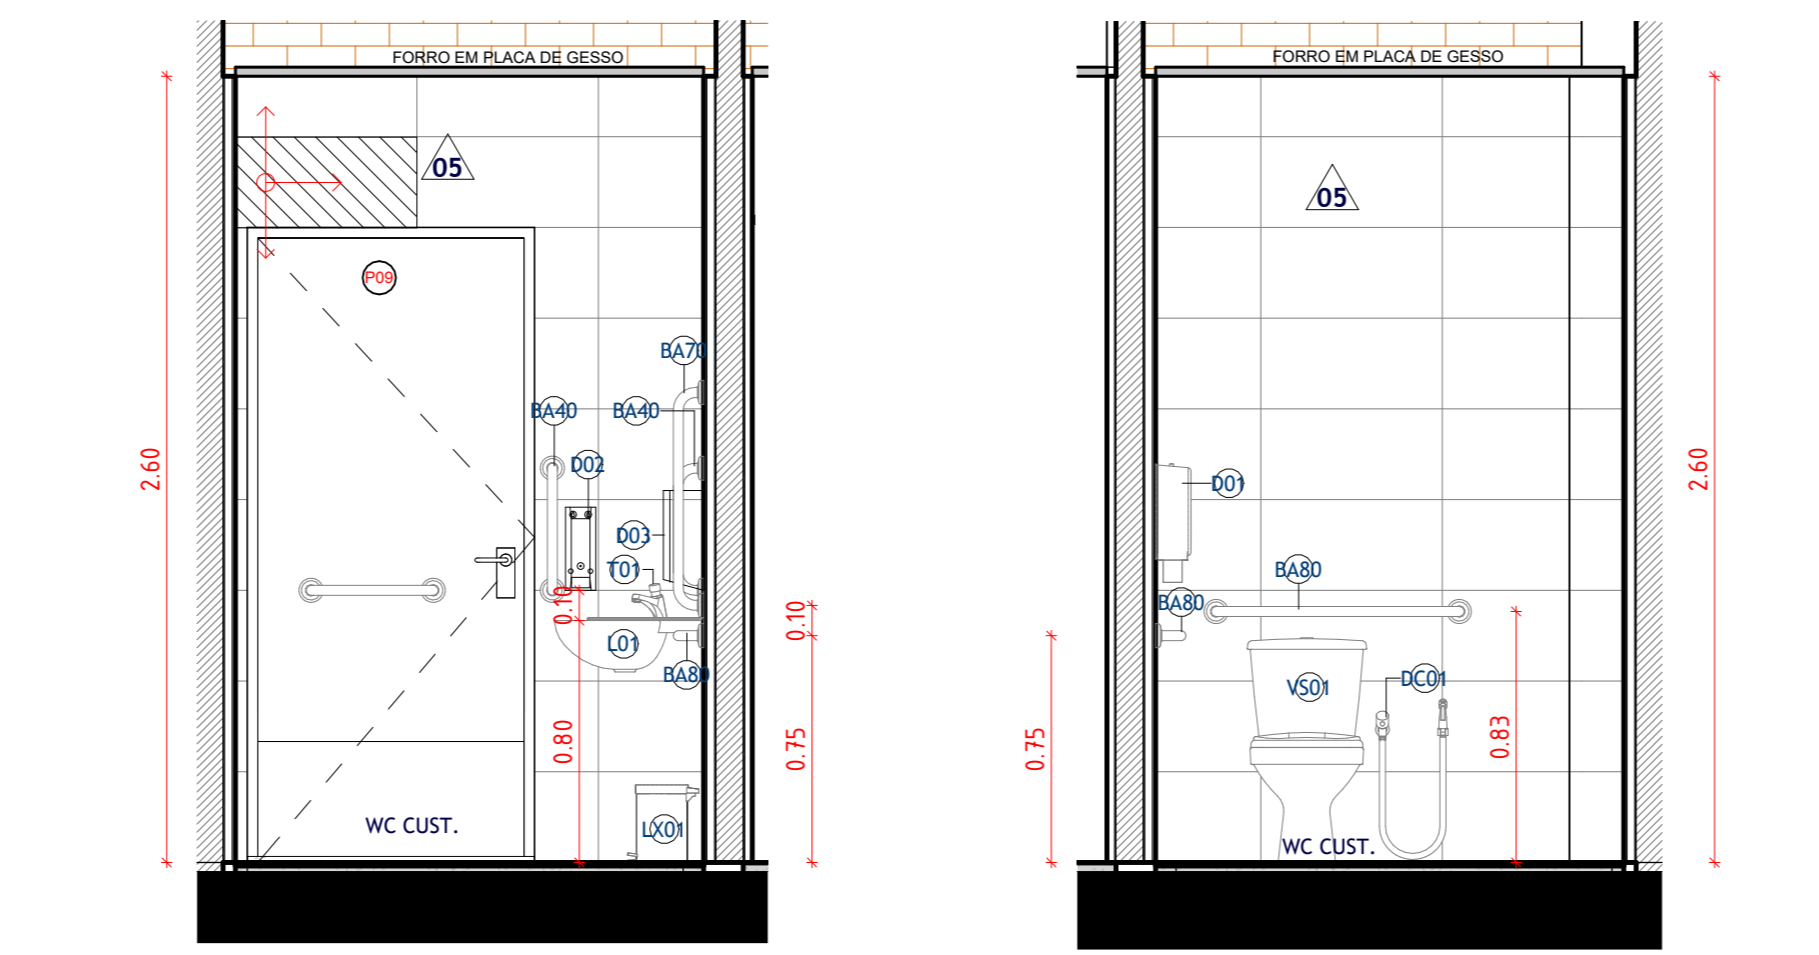 FORRO EM PLACA DE GESSO
05
P09
BA70
BA40
BA40
D02
2.60
D03
T01
0.10
0.10
L01
BA80
0.80
0.75
WC CUST.
LX01
FORRO EM PLACA DE GESSO
05
D01
2.60
BA80
BA80
VS01
DC01
0.75
0.83
WC CUST.